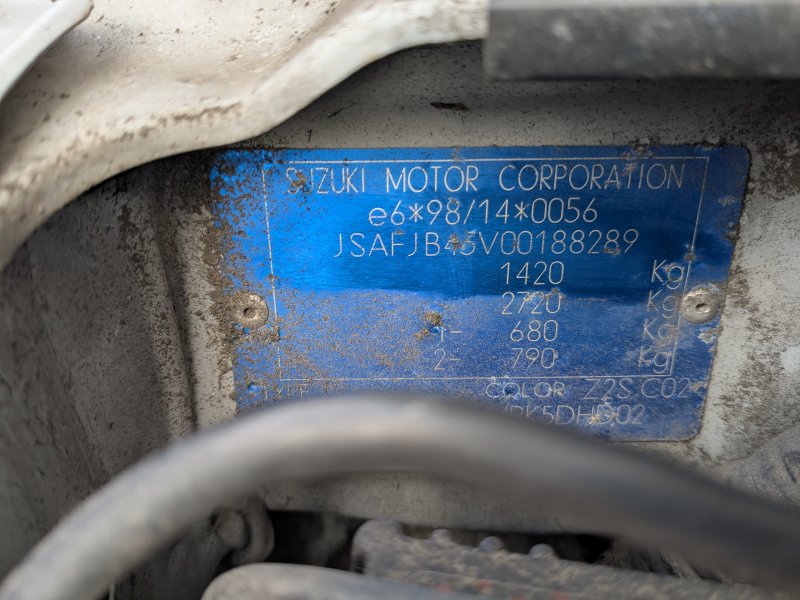 SUZUKI MOTOR CORPORATION
e6*98/14*0056
JSAFJB43V00188289
1420 Kg
2720 Kg
1- 680 Kg
2- 790 Kg
COLOR Z2S C02